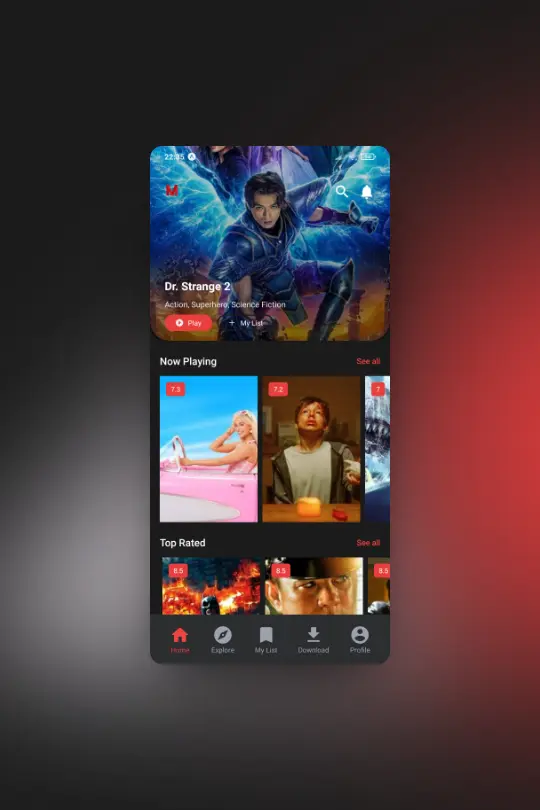 22:45
M
Dr. Strange 2
Action, Superhero, Science Fiction
Play
My List
Now Playing
See all
7.3
7.2
7
Top Rated
See all
8.5
8.5
8.5
Home
Explore
My List
Download
Profile